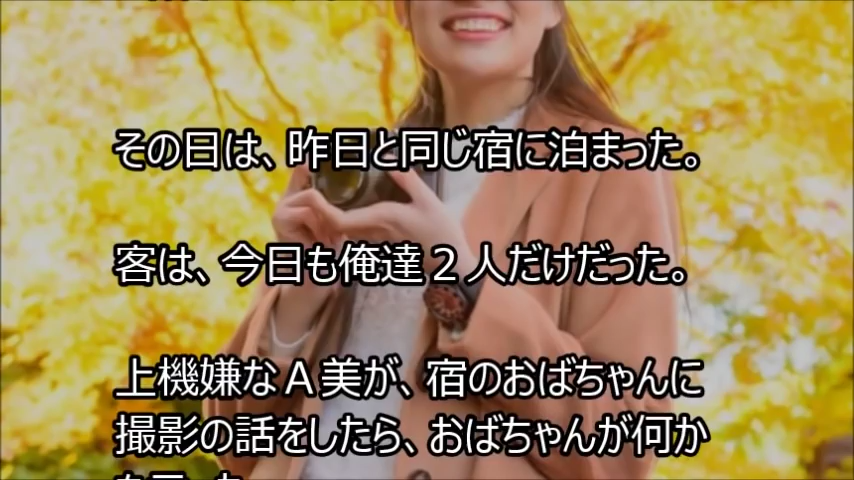 その日は、昨日と同じ宿に泊まった。
客は、今日も俺達２人だけだった。
上機嫌なＡ美が、宿のおばちゃんに
撮影の話をしたら、おばちゃんが何か